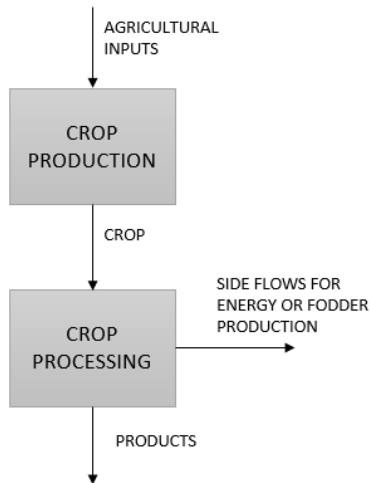 AGRICULTURAL
INPUTS
CROP
PRODUCTION
CROP
SIDE FLOWS FOR
ENERGY OR FODDER
PRODUCTION
CROP
PROCESSING
PRODUCTS